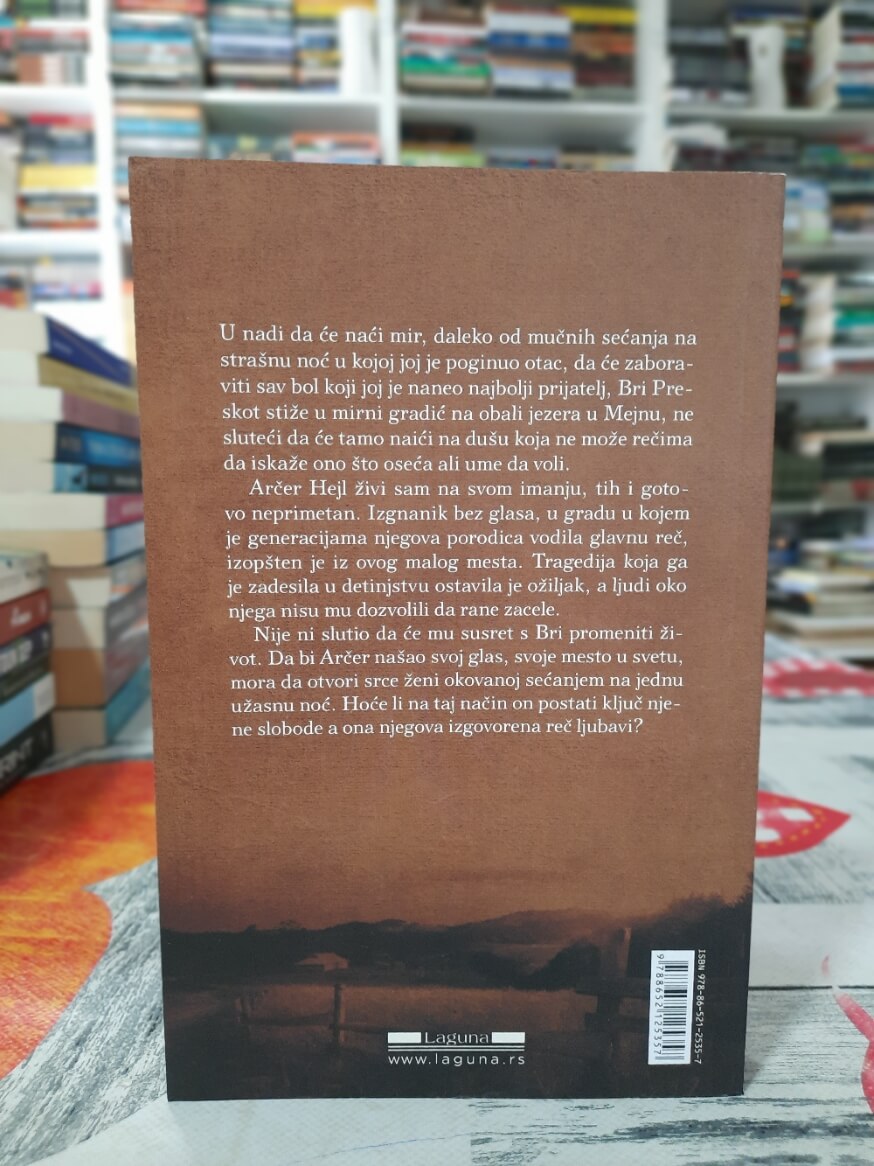 U nadi da će naći mir, daleko od mučnih sećanja na
strašnu noć u kojoj joj je poginuo otac, da će zabora-
viti sav bol koji joj je naneo najbolji prijatelj, Bri Pre-
skot stiže u mirni gradić na obali jezera u Mejnu, ne
sluteći da će tamo naići na dušu koja ne može rečima
da iskaže ono što oseća ali ume da voli.
Arčer Hejl živi sam na svom imanju, tih i goto-
vo neprimetan. Izgnanik bez glasa, u gradu u kojem
je generacijama njegova porodica vodila glavnu reč,
izopšten je iz ovog malog mesta. Tragedija koja ga
je zadesila u detinjstvu ostavila je ožiljak, a ljudi oko
njega nisu mu dozvolili da rane zacele.
Nije ni slutio da će mu susret s Bri promeniti ži-
vot. Da bi Arčer našao svoj glas, svoje mesto u svetu,
mora da otvori srce ženi okovanoj sećanjem na jednu
užasnu noć. Hoće li na taj način on postati ključ nje-
ne slobode a ona njegova izgovorena reč ljubavi?
Laguna
www.laguna.rs
ISBN 978-86-521-2535-7
9788652125357